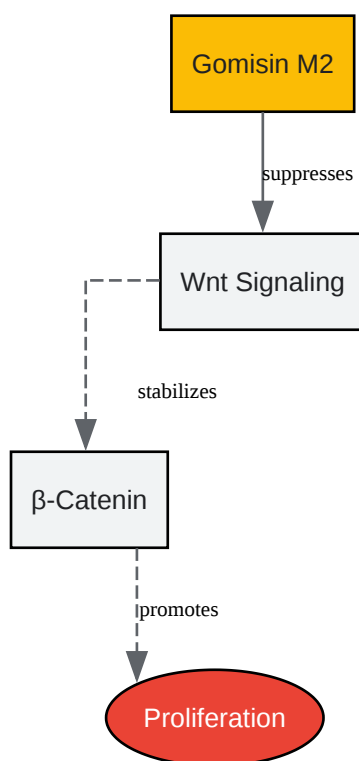 Gomisin M2
suppresses
Wnt Signaling
stabilizes
β-Catenin
promotes
Proliferation